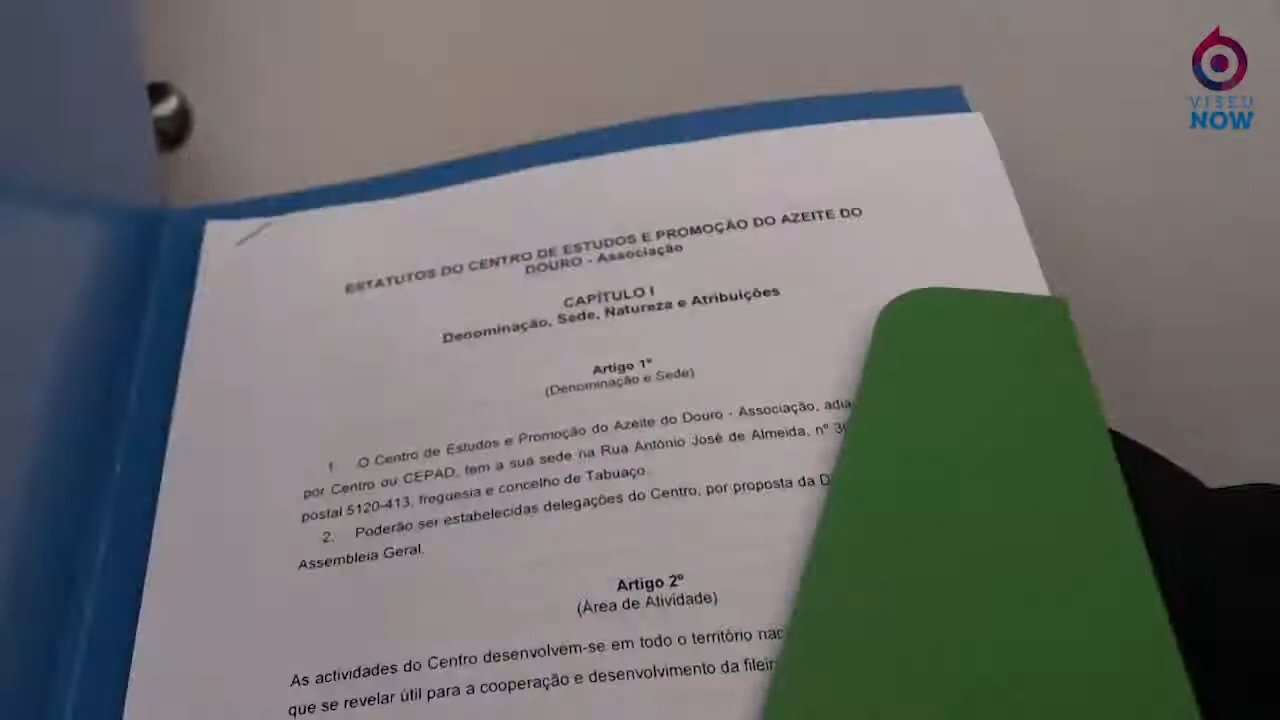 VISEU
NOW
ESTATUTOS DO CENTRO DE ESTUDOS E PROMOÇÃO DO AZEITE DO
DOURO - Associação
CAPÍTULO I
Denominação, Sede, Natureza e Atribuições
Artigo 1º
(Denominação e Sede)
1. O Centro de Estudos e Promoção do Azeite do Douro - Associação,
por Centro ou CEPAD, tem a sua sede na Rua António José de Almeida, nº
postal 5120-413, freguesia e concelho de Tabuaço.
2. Poderão ser estabelecidas delegações do Centro, por proposta da
Assembleia Geral.
Artigo 2º
(Área de Atividade)
As actividades do Centro desenvolvem-se em todo o território
que se revelar útil para a cooperação e desenvolvimento da